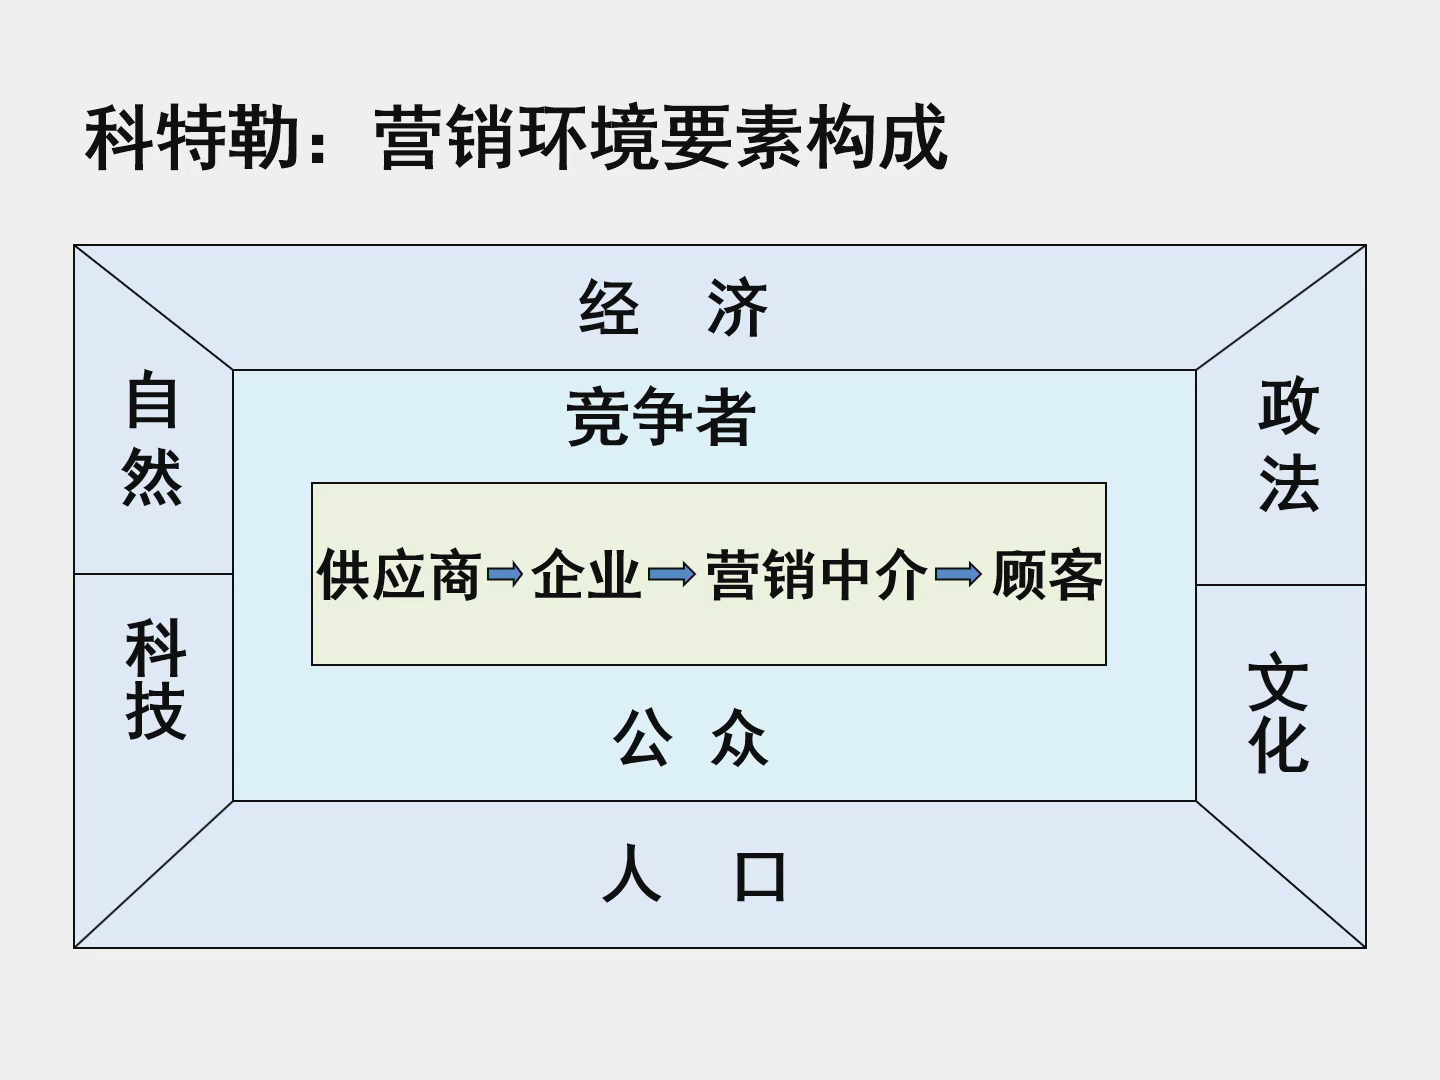 科特勒：营销环境要素构成
经 济
自然
政法
竞争者
供应商 企业 营销中介 顾客
科技
文化
公 众
人 口